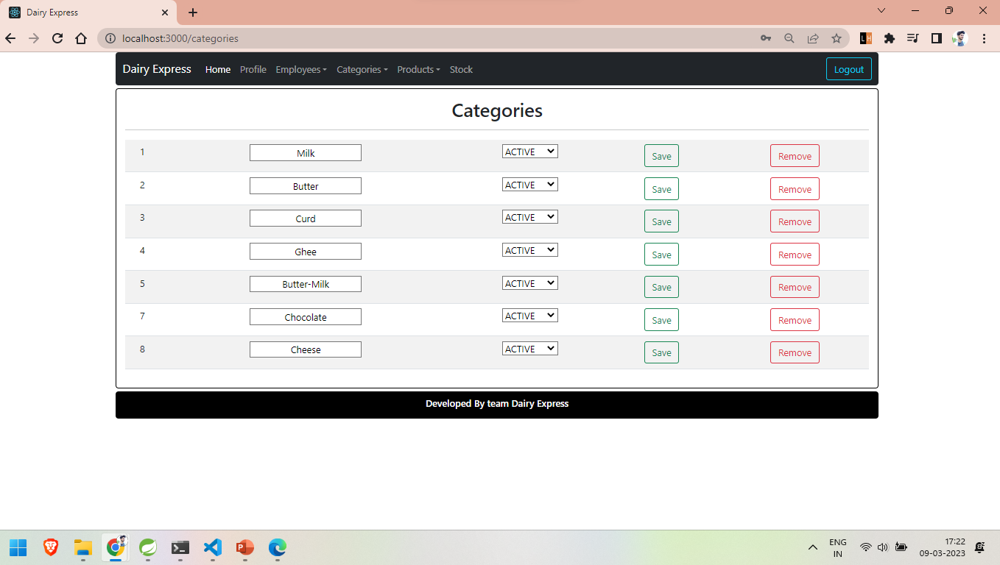 Dairy Express
localhost:3000/categories
L H
Dairy Express Home Profile Employees Categories Products Stock Logout
Categories
1 Milk ACTIVE Save Remove
2 Butter ACTIVE Save Remove
3 Curd ACTIVE Save Remove
4 Ghee ACTIVE Save Remove
5 Butter-Milk ACTIVE Save Remove
7 Chocolate ACTIVE Save Remove
8 Cheese ACTIVE Save Remove
Developed By team Dairy Express
ENG 17:22
IN 09-03-2023